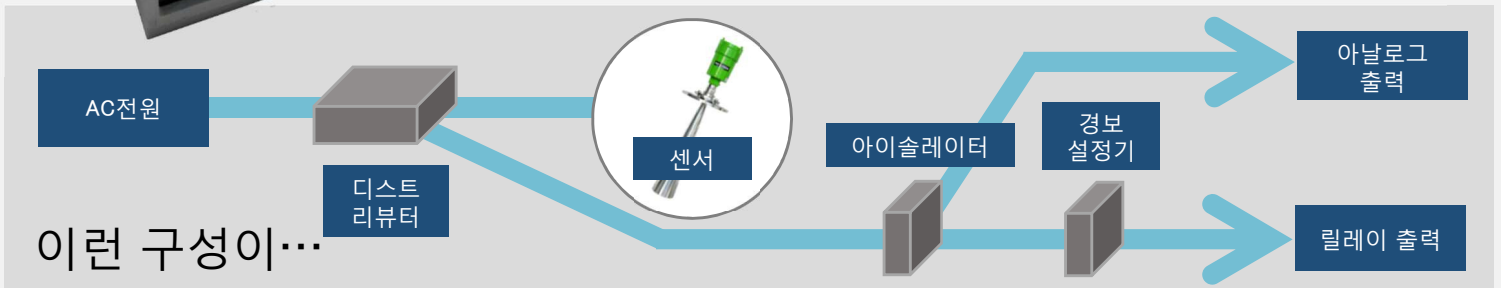 AC전원
디스트
리뷰터
센서
아이솔레이터
경보
설정기
아날로그
출력
릴레이 출력
이런 구성이…